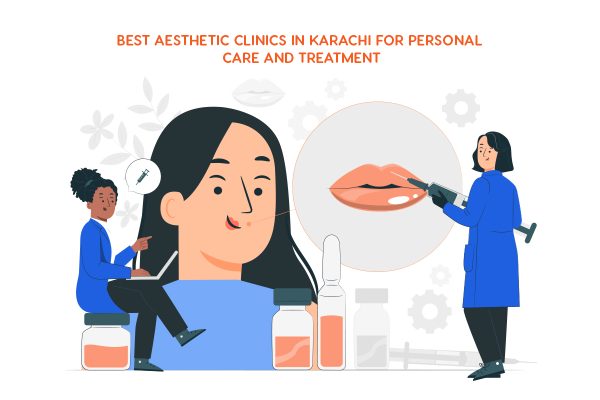 BEST AESTHETIC CLINICS IN KARACHI FOR PERSONAL
CARE AND TREATMENT